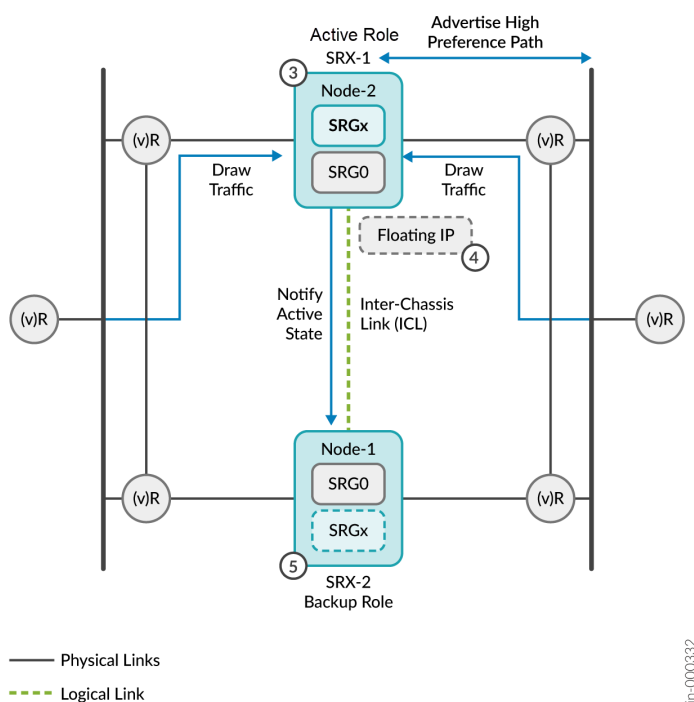 Active Role
SRX-1
Advertise High
Preference Path
3
Node-2
SRGx
SRG0
(v)R
(v)R
Draw
Traffic
Draw
Traffic
Floating IP
4
(v)R
Notify
Active
State
Inter-Chassis
Link (ICL)
(v)R
Node-1
SRG0
SRGx
(v)R
(v)R
5
SRX-2
Backup Role
Physical Links
Logical Link
jn-000332